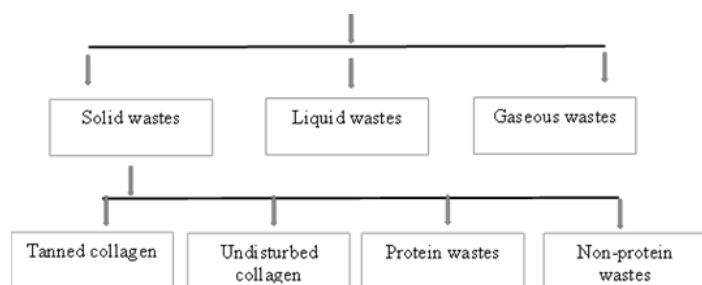 Solid wastes
Liquid wastes
Gaseous wastes
Tanned collagen
Undisturbed
collagen
Protein wastes
Non-protein
wastes